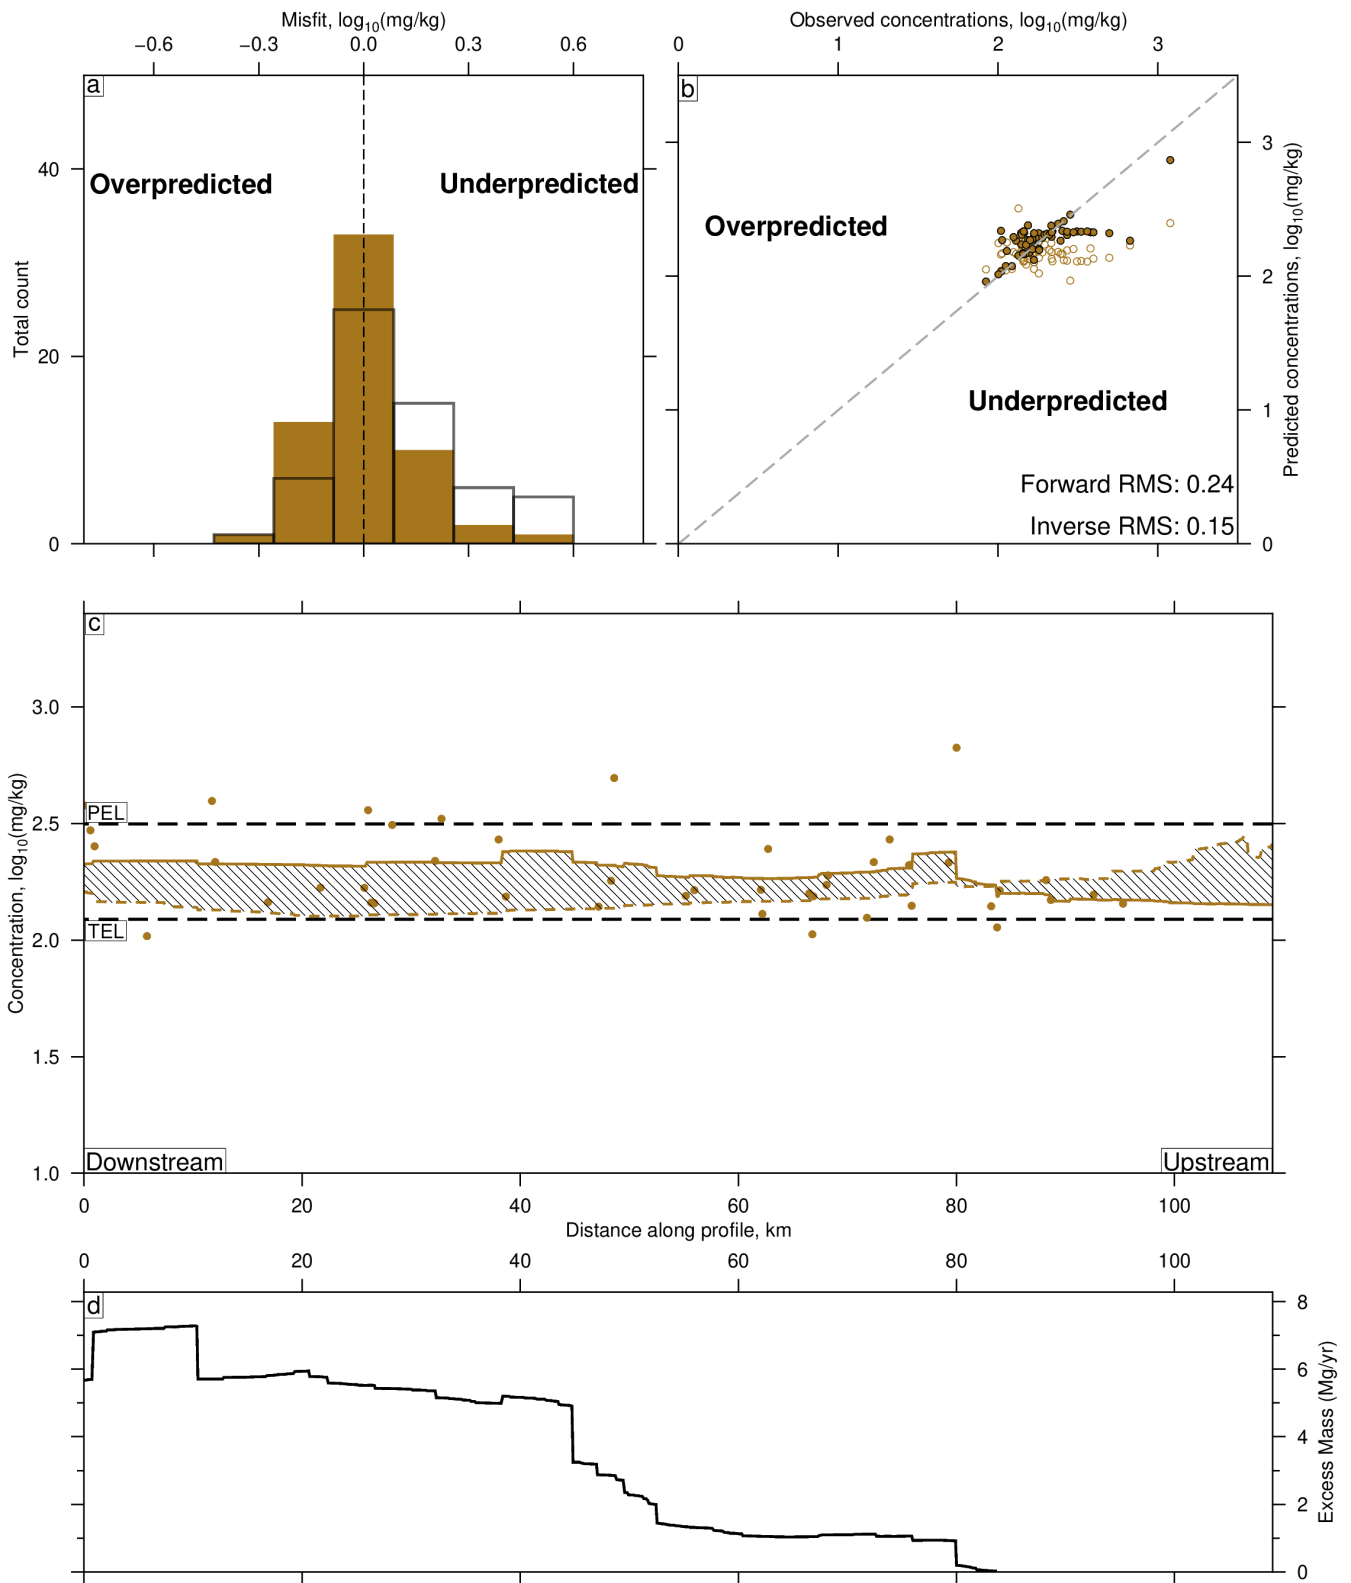 Misfit, log10(mg/kg)
−0.6 −0.3 0.0 0.3 0.6
a
Overpredicted
Underpredicted
40
20
0
Total count
Observed concentrations, log10(mg/kg)
0 1 2 3
b
Overpredicted
Underpredicted
Forward RMS: 0.24
Inverse RMS: 0.15
3
2
1
0
Predicted concentrations, log10(mg/kg)
c
3.0
2.5
2.0
1.5
1.0
Concentration, log10(mg/kg)
PEL
TEL
Downstream
Upstream
0 20 40 60 80 100
Distance along profile, km
0 20 40 60 80 100
d
8
6
4
2
0
Excess Mass (Mg/yr)